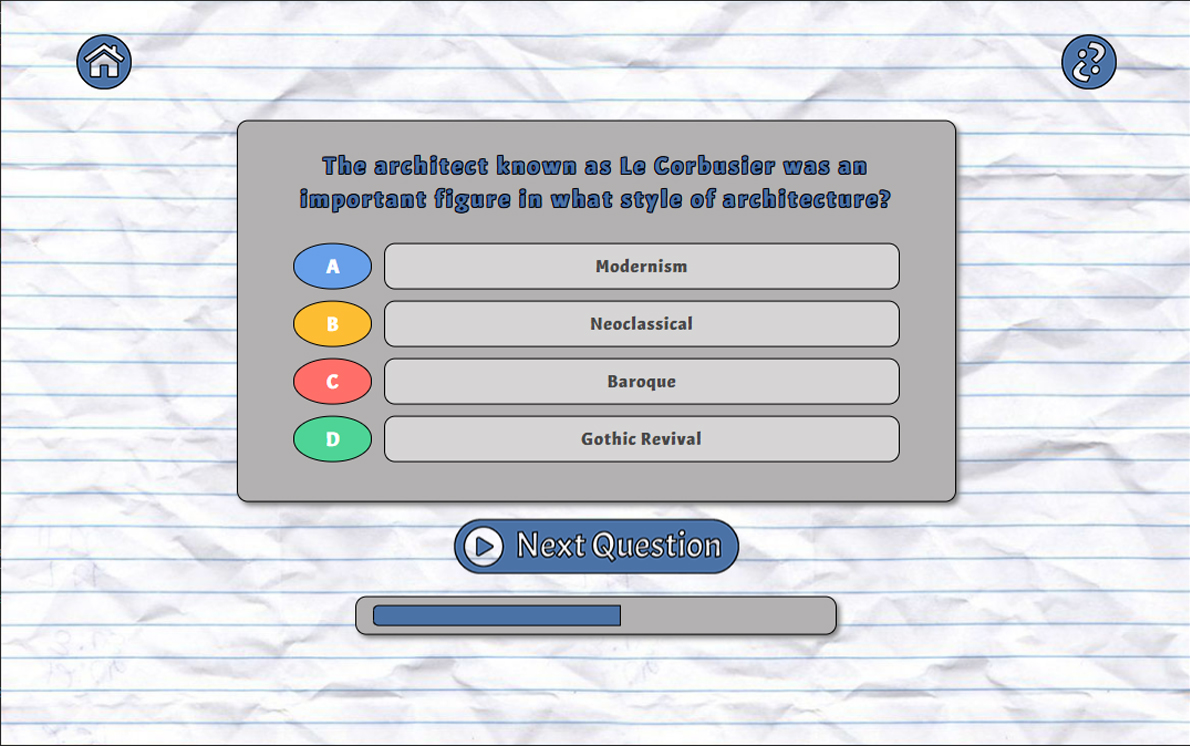 The architect known as Le Corbusier was an
important figure in what style of architecture?
A Modernism
B Neoclassical
C Baroque
D Gothic Revival
Next Question